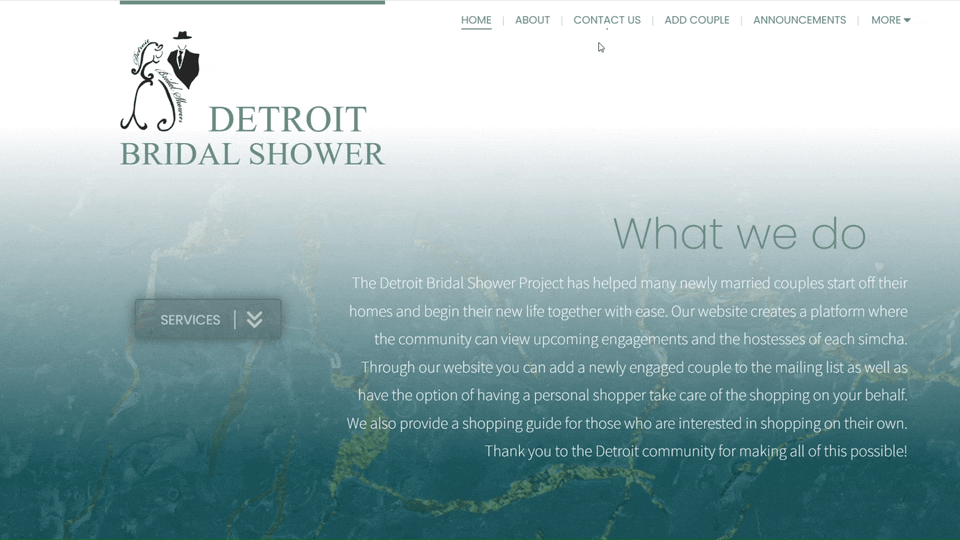 HOME | ABOUT | CONTACT US | ADD COUPLE | ANNOUNCEMENTS | MORE
Detroit
Bridal Shower
DETROIT
BRIDAL SHOWER
What we do
The Detroit Bridal Shower Project has helped many newly married couples start off their
homes and begin their new life together with ease. Our website creates a platform where
the community can view upcoming engagements and the hostesses of each simcha.
Through our website you can add a newly engaged couple to the mailing list as well as
have the option of having a personal shopper take care of the shopping on your behalf.
We also provide a shopping guide for those who are interested in shopping on their own.
Thank you to the Detroit community for making all of this possible!
SERVICES |